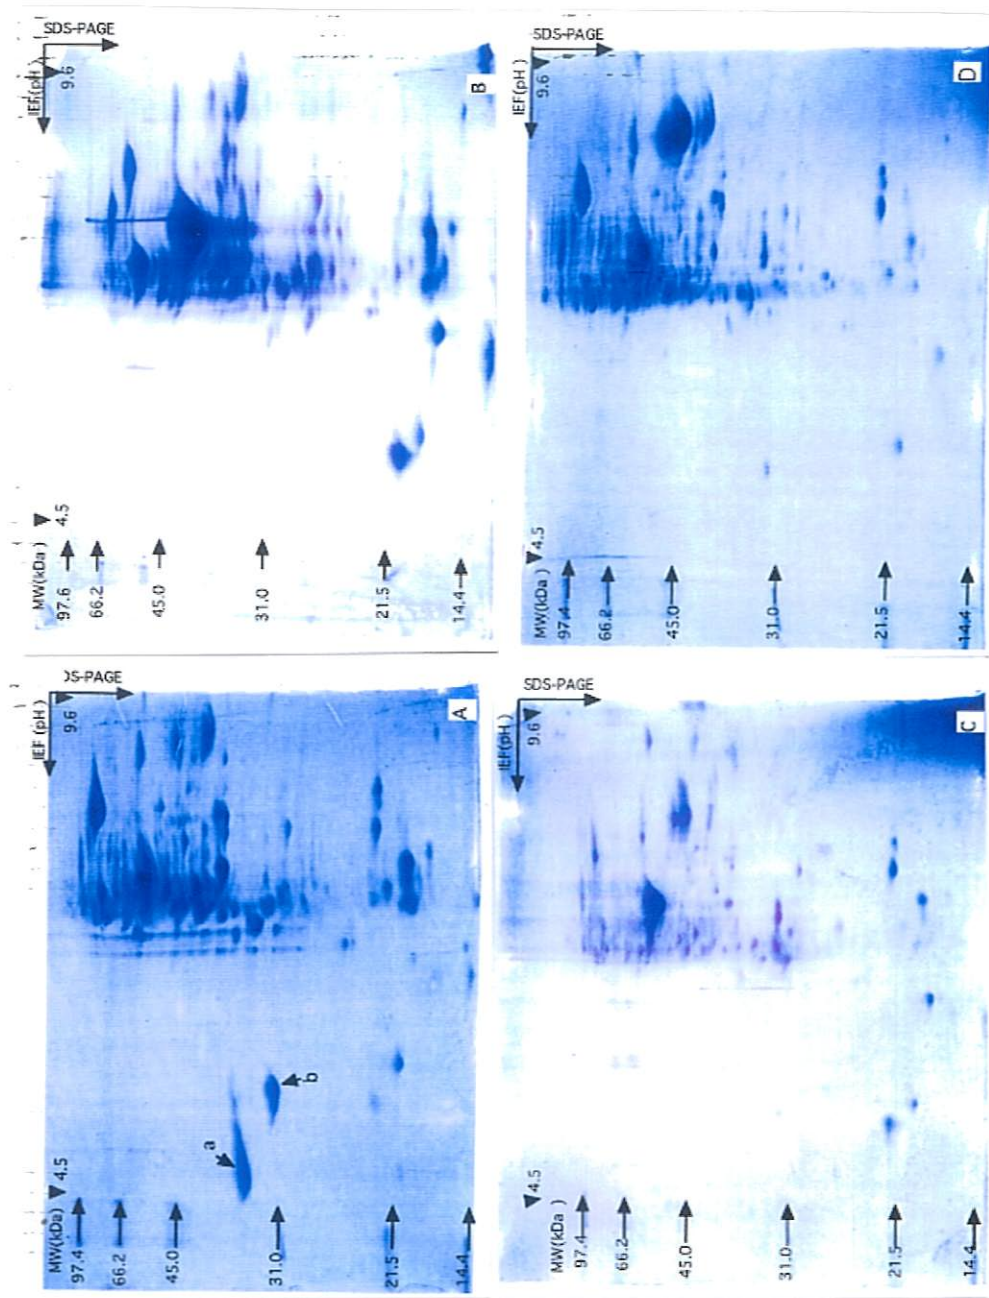 SDS-PAGE
IEF(pH)
9.6
B
4.5
MW(kDa)
97.6
66.2
45.0
31.0
21.5
14.4
SDS-PAGE
IEF(pH)
9.6
D
4.5
MW(kDa)
97.4
66.2
45.0
31.0
21.5
14.4
DS-PAGE
IEF (pH)
9.6
A
a
b
4.5
MW(kDa)
97.4
66.2
45.0
31.0
21.5
14.4
SDS-PAGE
IEF(pH)
9.6
C
4.5
MW(kDa)
97.4
66.2
45.0
31.0
21.5
14.4